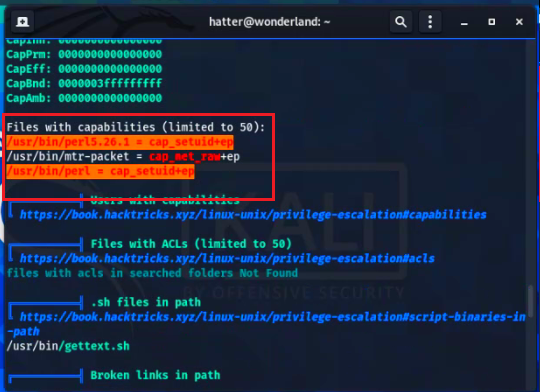 hatter@wonderland: ~
CapInh: 0000000000000000
CapPrm: 0000000000000000
CapEff: 0000000000000000
CapBnd: 0000003fffffffff
CapAmb: 0000000000000000
Files with capabilities (limited to 50):
/usr/bin/perl5.26.1 = cap_setuid+ep
/usr/bin/mtr-packet = cap_net_raw+ep
/usr/bin/perl = cap_setuid+ep
Users with capabilities
https://book.hacktricks.xyz/linux-unix/privilege-escalation#capabilities
Files with ACLs (limited to 50)
https://book.hacktricks.xyz/linux-unix/privilege-escalation#acls
files with acls in searched folders Not Found
KALI
BY OFFENSIVE SECURITY
.sh files in path
https://book.hacktricks.xyz/linux-unix/privilege-escalation#script-binaries-in
-path
/usr/bin/gettext.sh
Broken links in path